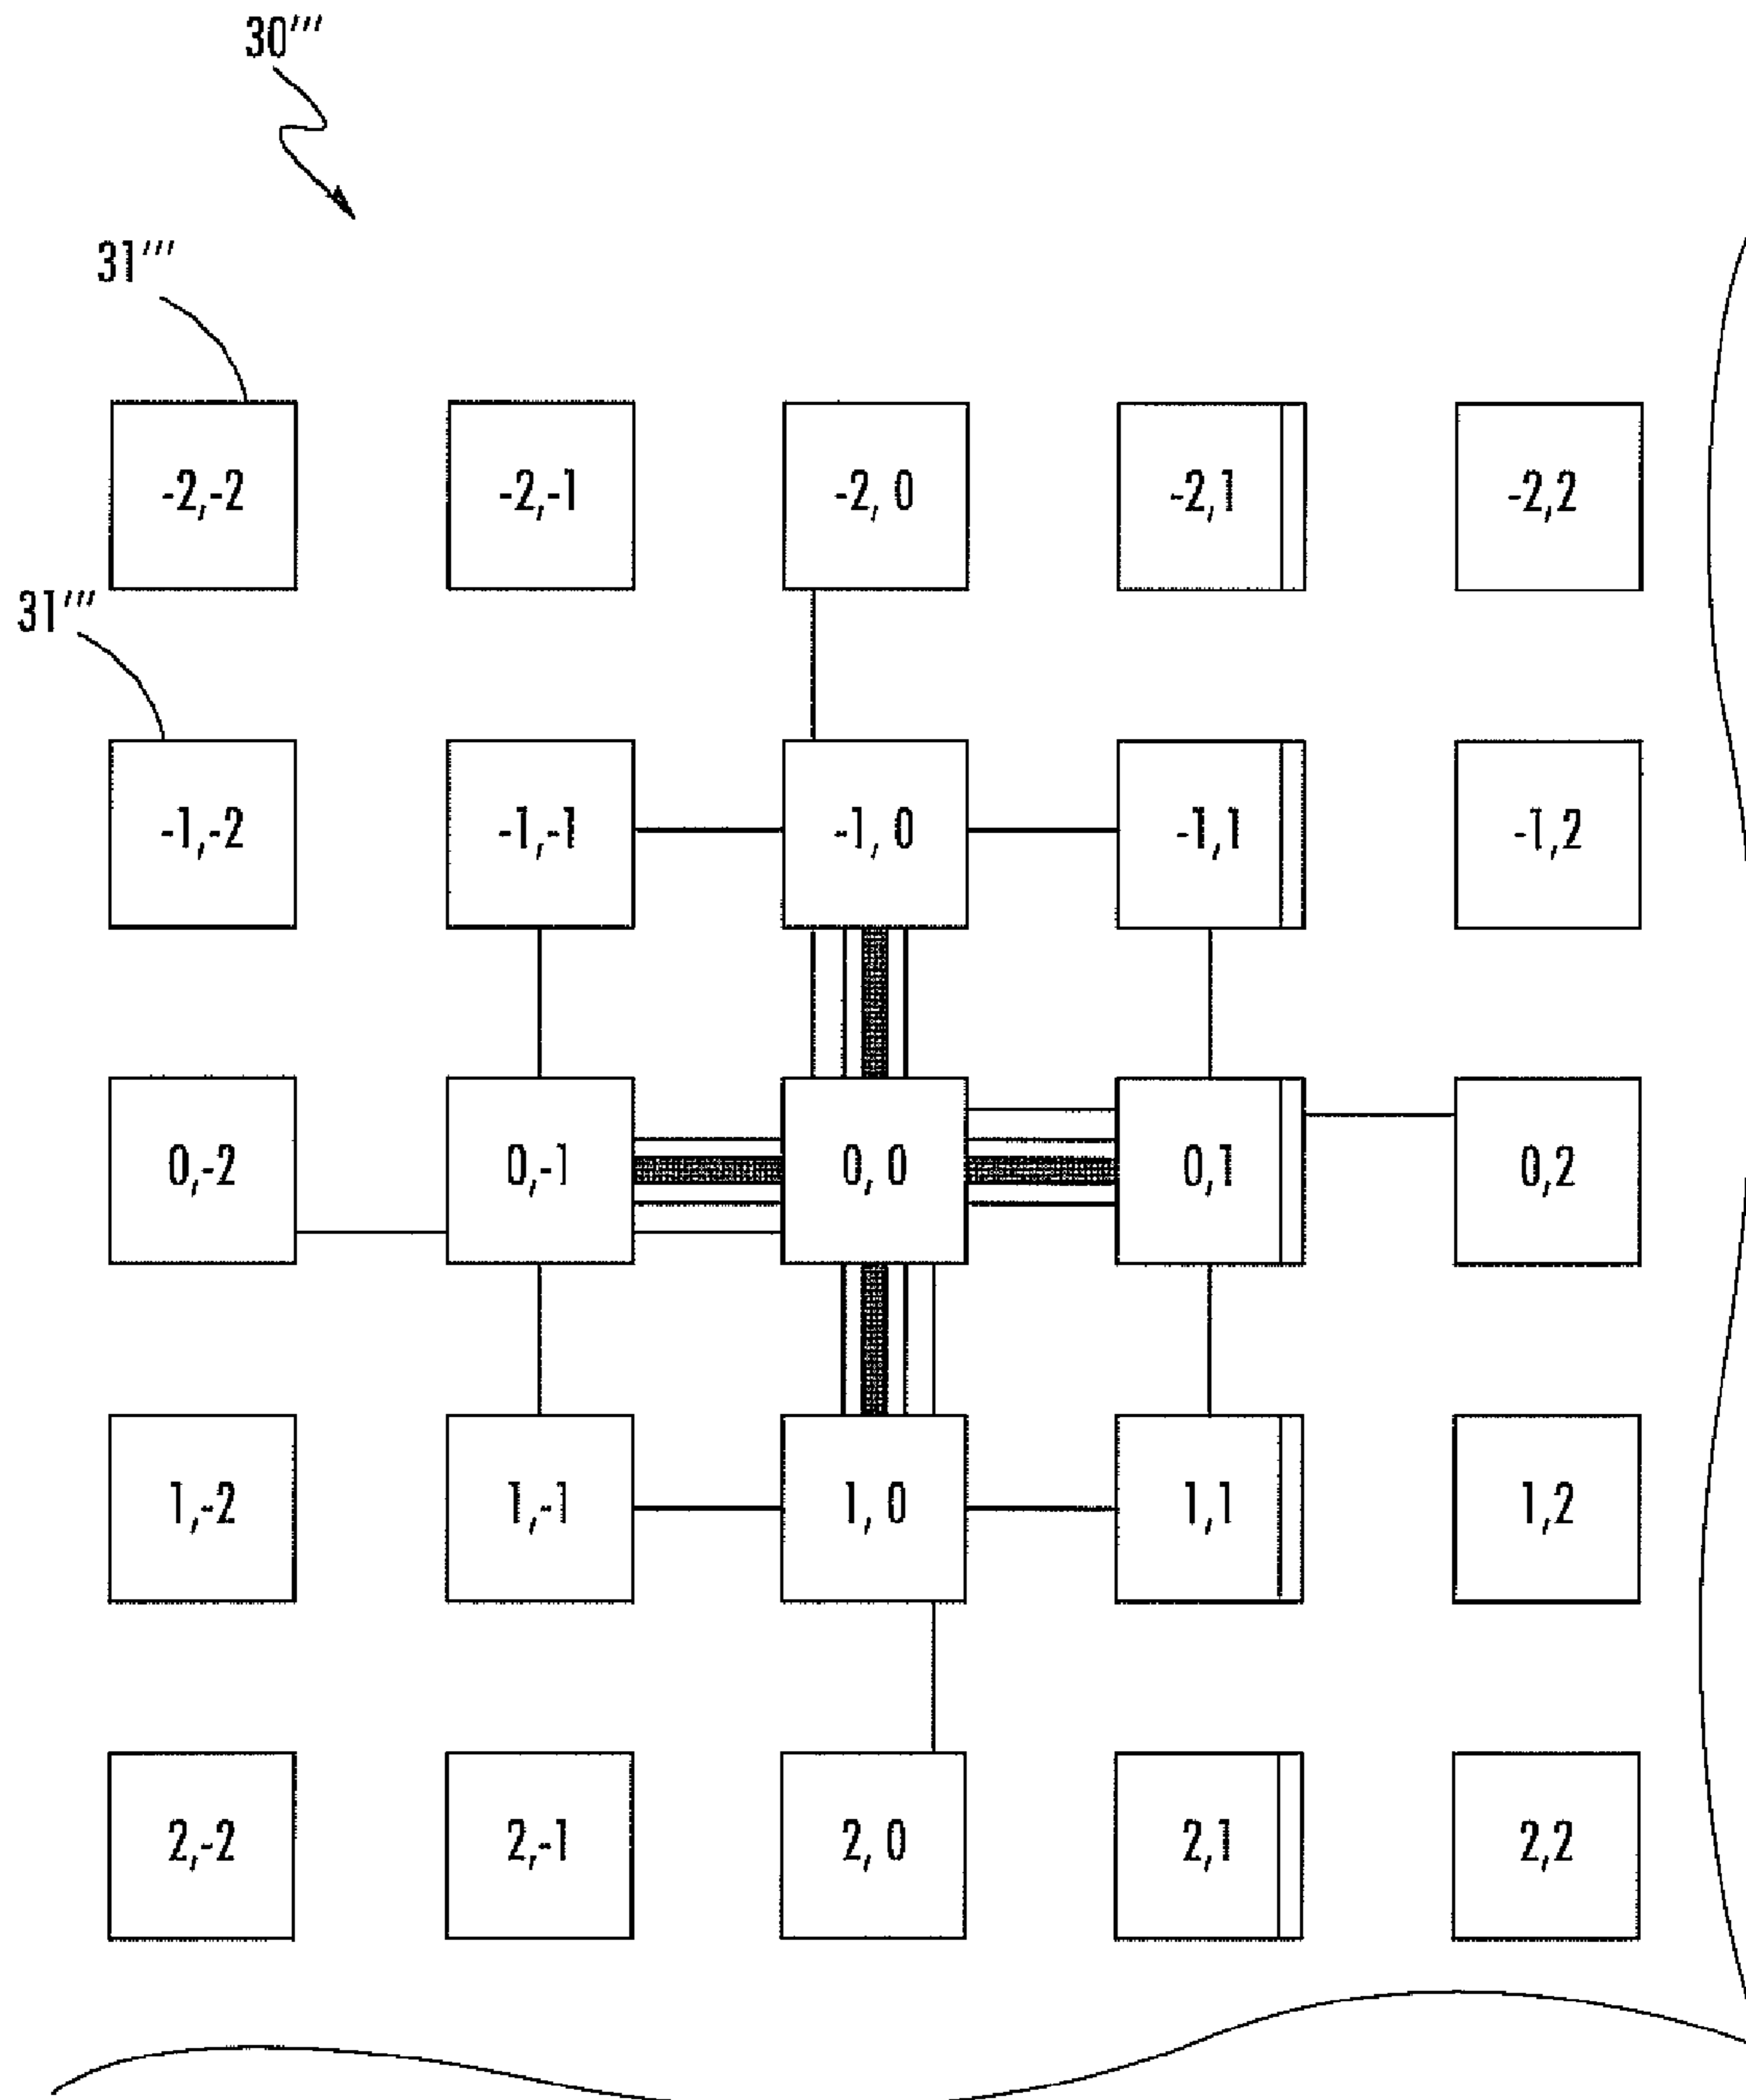 30'''
31'''
-2,-2 -2,-1 -2, 0 -2,1 -2,2
31'''
-1,-2 -1,-1 -1, 0 -1,1 -1,2
0,-2 0,-1 0, 0 0,1 0,2
1,-2 1,-1 1, 0 1,1 1,2
2,-2 2,-1 2, 0 2,1 2,2